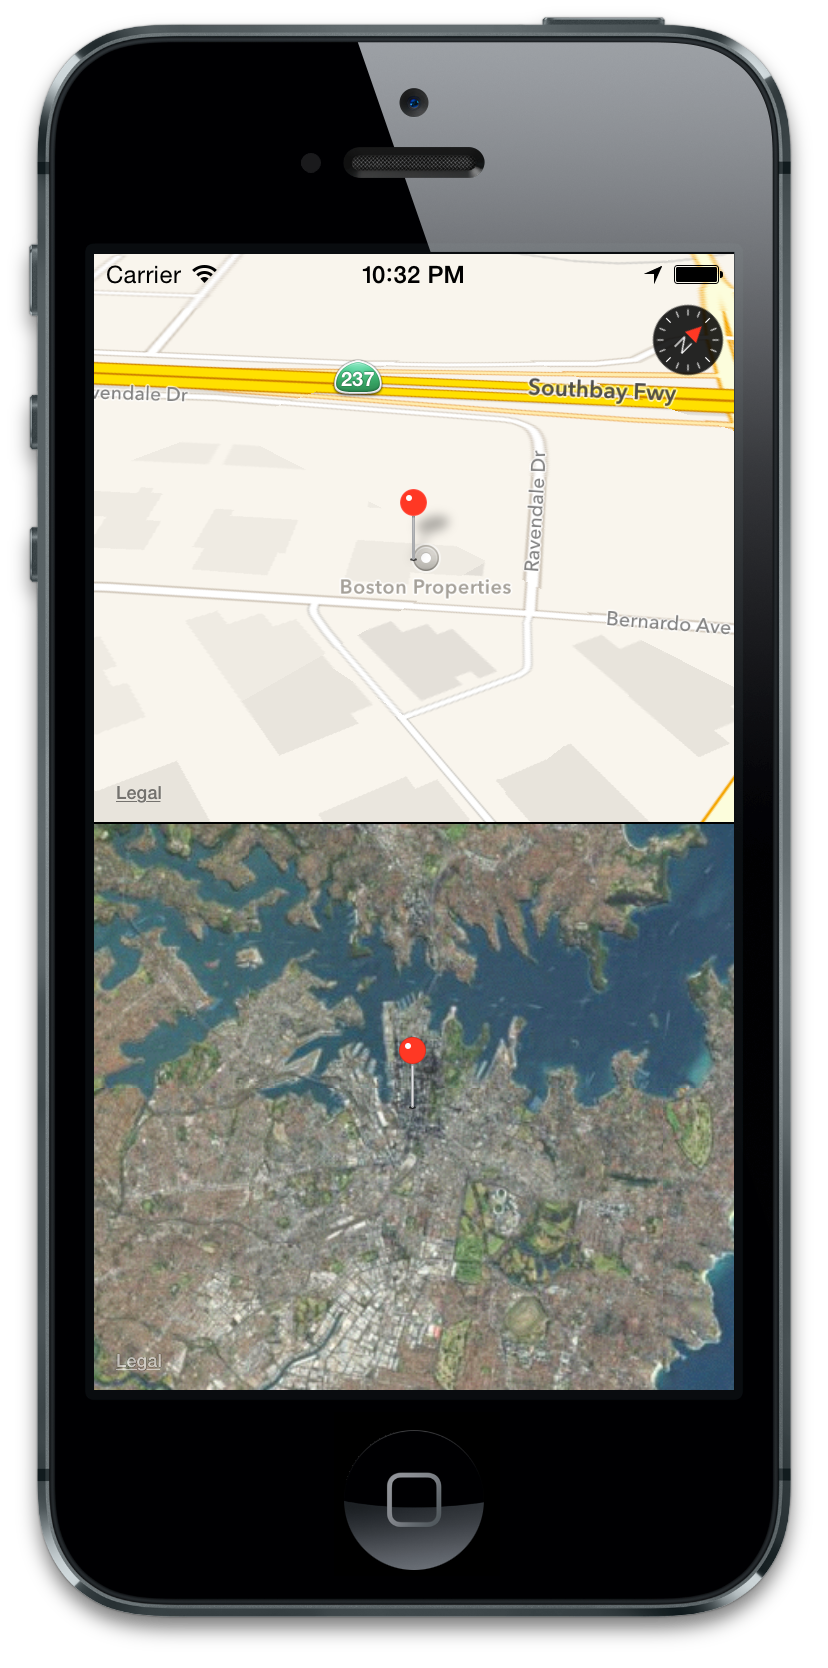 Carrier 10:32 PM
N
237
Southbay Fwy
vendale Dr
Ravendale Dr
Boston Properties
Bernardo Ave
Legal
Legal